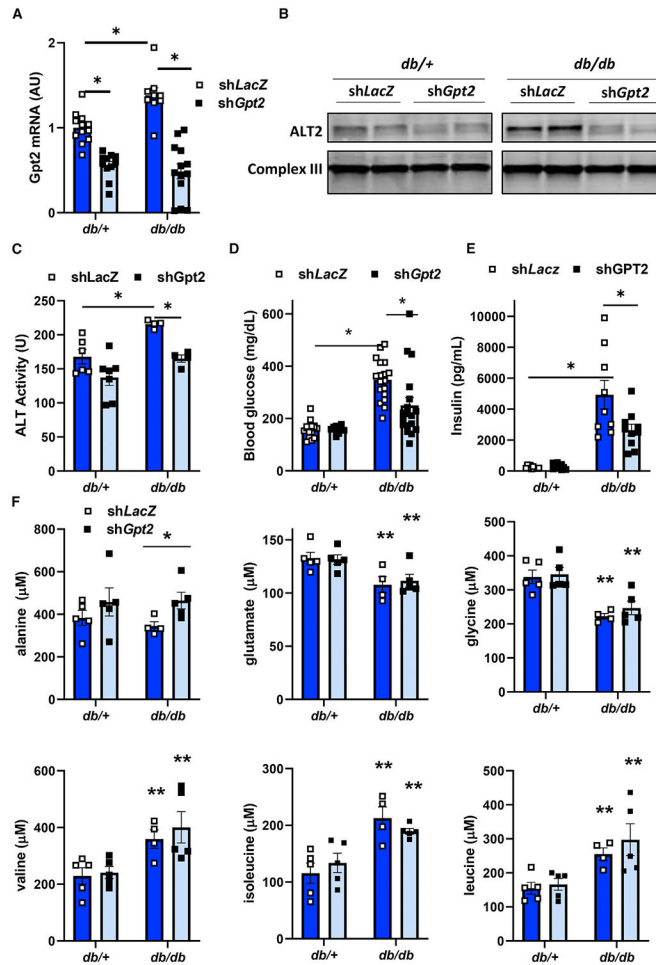 A
Gpt2 mRNA (AU)
2
1
0
*
*
*
shLacZ
shGpt2
db/+
db/db
B
db/+
db/db
shLacZ
shGpt2
shLacZ
shGpt2
ALT2
Complex III
C
shLacZ
shGpt2
ALT Activity (U)
250
200
150
100
50
0
*
*
db/+
db/db
D
shLacZ
shGpt2
Blood glucose (mg/dL)
600
400
200
0
*
*
db/+
db/db
E
shLacz
shGPT2
Insulin (pg/mL)
10000
8000
6000
4000
2000
0
*
*
db/+
db/db
F
shLacZ
shGpt2
alanine (µM)
800
600
400
200
0
*
db/+
db/db
glutamate (µM)
150
100
50
0
**
**
db/+
db/db
glycine (µM)
500
400
300
200
100
0
**
**
db/+
db/db
valine (µM)
600
400
200
0
**
**
db/+
db/db
isoleucine (µM)
300
200
100
0
**
**
db/+
db/db
leucine (µM)
500
400
300
200
100
0
**
**
db/+
db/db